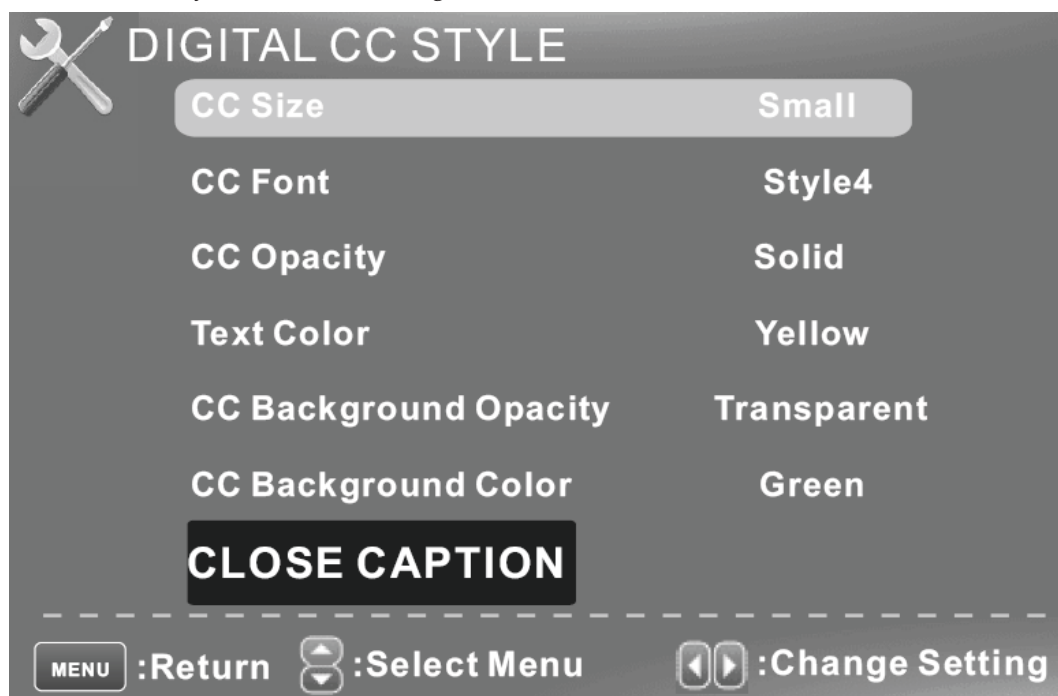 DIGITAL CC STYLE
CC Size Small
CC Font Style4
CC Opacity Solid
Text Color Yellow
CC Background Opacity Transparent
CC Background Color Green
CLOSE CAPTION
MENU :Return :Select Menu :Change Setting